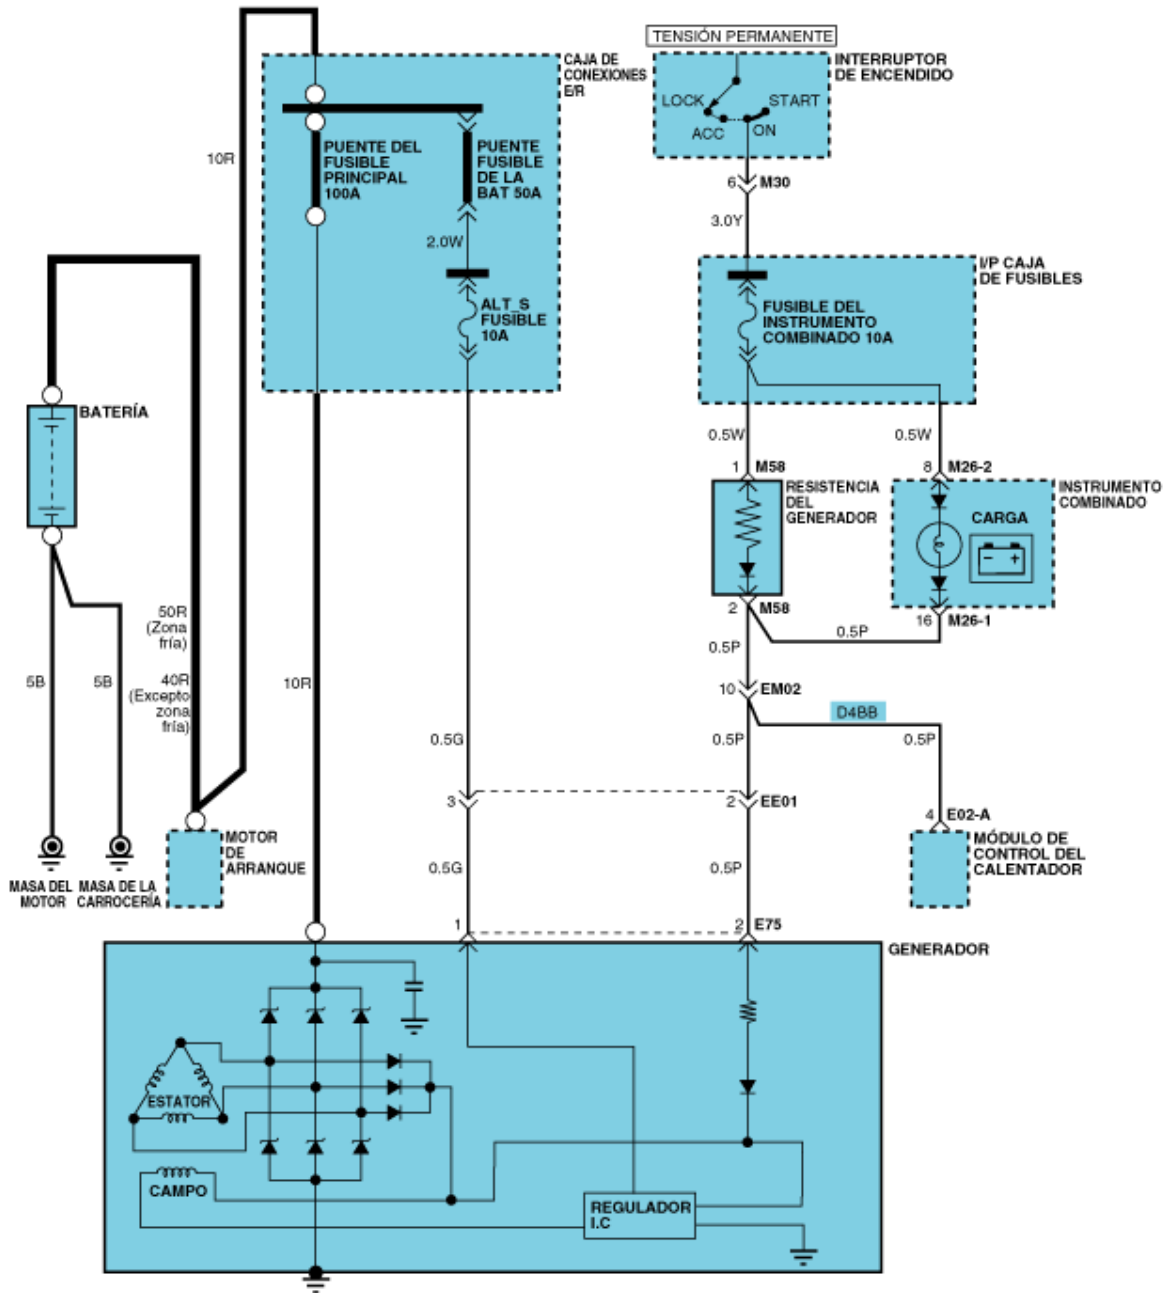 TENSIÓN PERMANENTE
CAJA DE
CONEXIONES
E/R
INTERRUPTOR
DE ENCENDIDO
LOCK
START
ACC
ON
10R
PUENTE DEL
FUSIBLE
PRINCIPAL
100A
PUENTE
FUSIBLE
DE LA
BAT 50A
6
M30
3.0Y
2.0W
I/P CAJA
DE FUSIBLES
ALT_S
FUSIBLE
10A
FUSIBLE DEL
INSTRUMENTO
COMBINADO 10A
BATERÍA
0.5W
0.5W
1
M58
8
M26-2
RESISTENCIA
DEL
GENERADOR
INSTRUMENTO
COMBINADO
CARGA
- +
2
M58
16
M26-1
0.5P
0.5P
50R
(Zona
fría)
5B
5B
40R
(Excepto
zona
fría)
10R
10
EM02
D4BB
0.5G
0.5P
0.5P
3
2
EE01
4
E02-A
MOTOR
DE
ARRANQUE
MÓDULO DE
CONTROL DEL
CALENTADOR
0.5G
0.5P
MASA DEL
MOTOR
MASA DE LA
CARROCERÍA
1
2
E75
GENERADOR
ESTATOR
CAMPO
REGULADOR
I.C